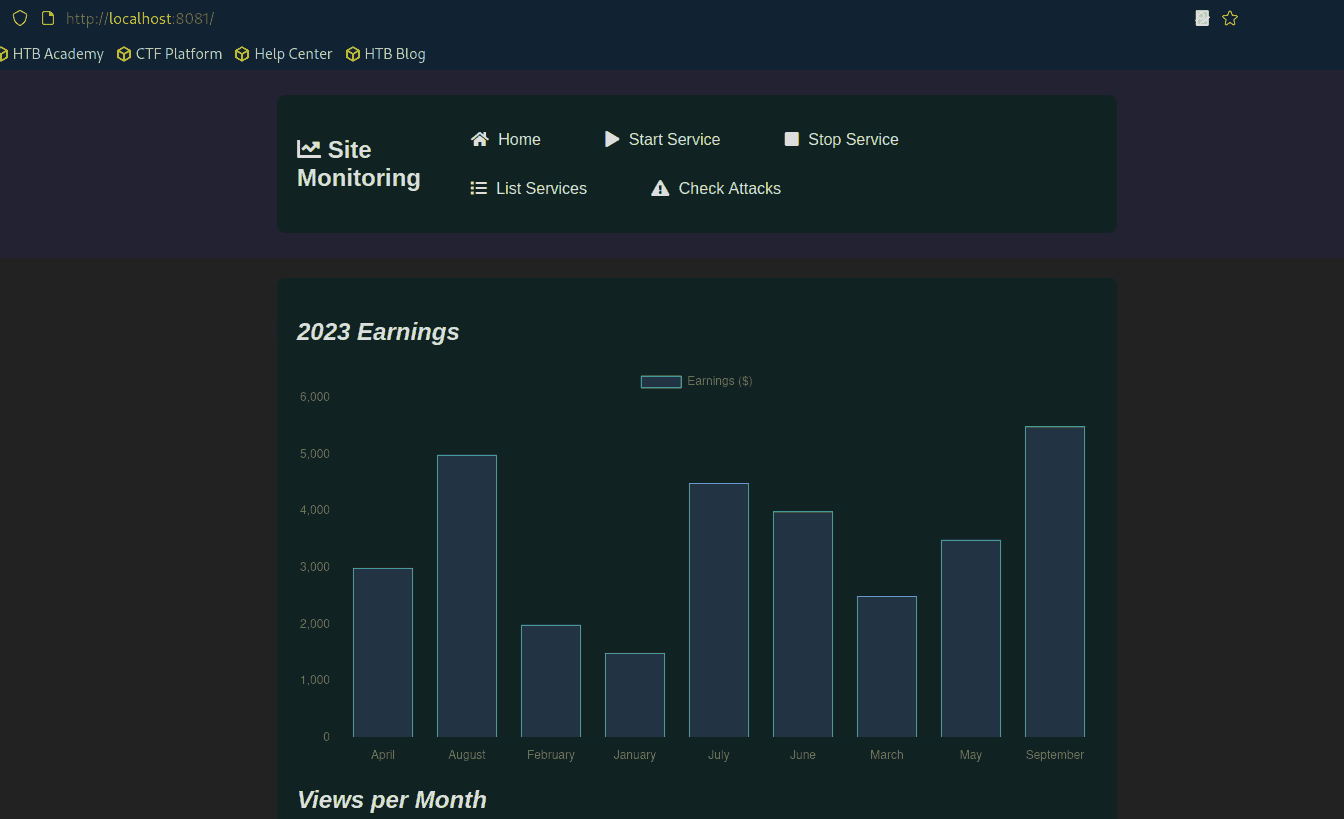 http://localhost:8081/
HTB Academy CTF Platform Help Center HTB Blog
Site Monitoring
Home Start Service Stop Service
List Services Check Attacks
2023 Earnings
Earnings ($)
6,000
5,000
4,000
3,000
2,000
1,000
0
April August February January July June March May September
Views per Month